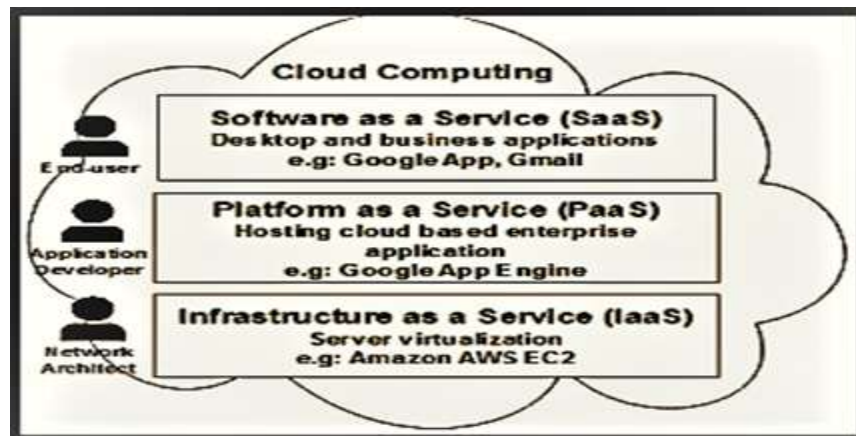 Cloud Computing
Software as a Service (SaaS)
Desktop and business applications
e.g: Google App, Gmail
End-user
Platform as a Service (PaaS)
Hosting cloud based enterprise
application
e.g: Google App Engine
Application
Developer
Infrastructure as a Service (IaaS)
Server virtualization
e.g: Amazon AWS EC2
Network
Architect